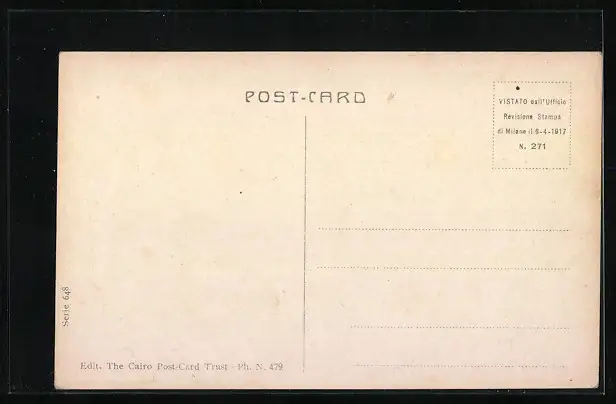 POST-CARD
VISTATO dall'Ufficio
Revisione Stampa
di Milano il 6-4-1917
N. 271
Serie 648
Edit. The Cairo Post-Card Trust - Ph. N. 479